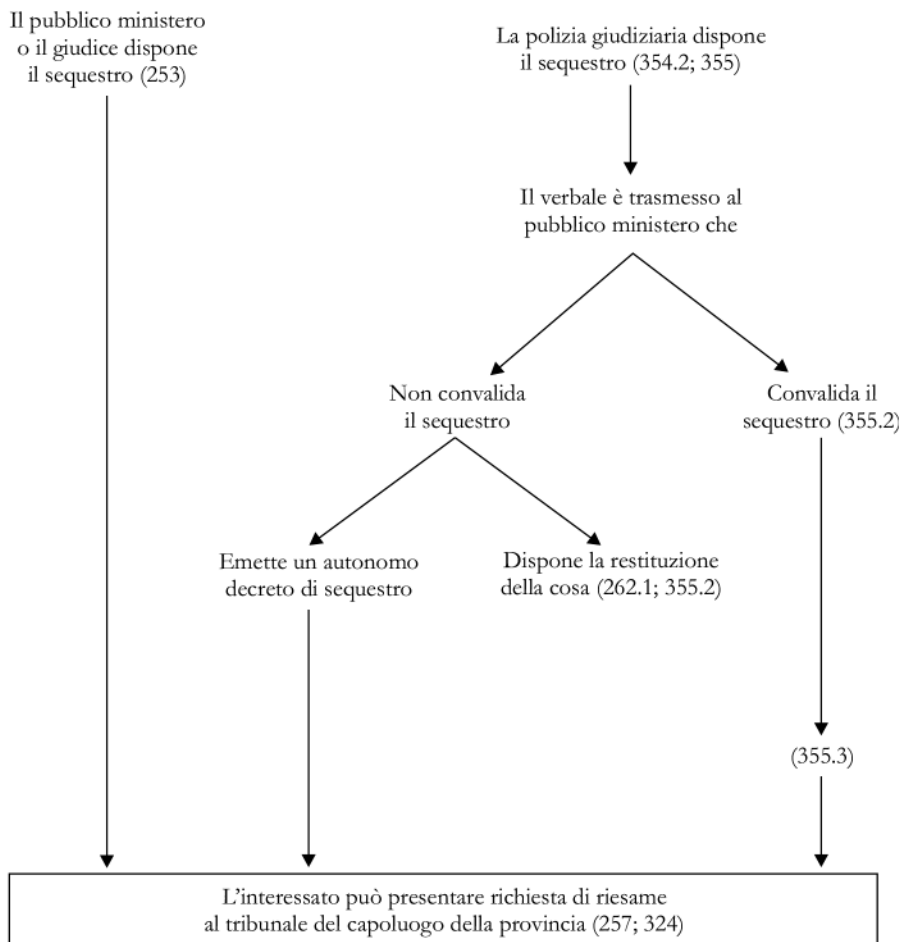 Il pubblico ministero
o il giudice dispone
il sequestro (253)
La polizia giudiziaria dispone
il sequestro (354.2; 355)
Il verbale è trasmesso al
pubblico ministero che
Non convalida
il sequestro
Convalida il
sequestro (355.2)
Emette un autonomo
decreto di sequestro
Dispone la restituzione
della cosa (262.1; 355.2)
(355.3)
L'interessato può presentare richiesta di riesame
al tribunale del capoluogo della provincia (257; 324)